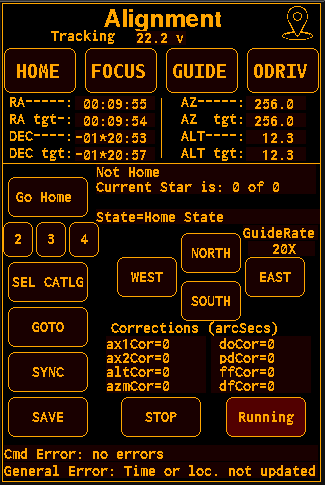 Alignment
Tracking 22.2 v
HOME FOCUS GUIDE ODRIV
RA-----: 00:09:55 AZ-----: 256.0
RA tgt: 00:09:54 AZ tgt: 256.0
DEC----:-01*20:53 ALT----: 12.3
DEC tgt:-01*20:57 ALT tgt: 12.3
Not Home
Go Home Current Star is: 0 of 0
State=Home State
2 3 4 GuideRate
NORTH 20X
SEL CATLG WEST EAST
SOUTH
GOTO Corrections (arcSecs)
ax1Cor=0 doCor=0
ax2Cor=0 pdCor=0
SYNC altCor=0 ffCor=0
azmCor=0 dfCor=0
SAVE STOP Running
Cmd Error: no errors
General Error: Time or loc. not updated